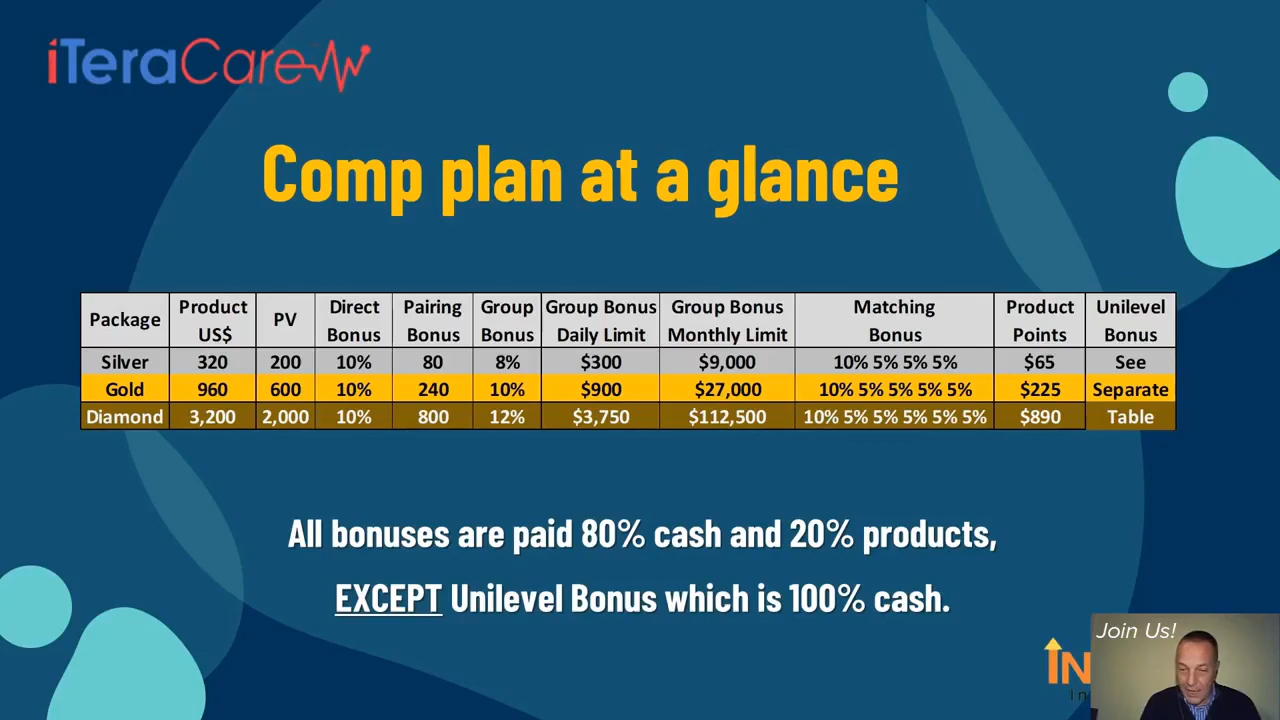 iTeraCare
Comp plan at a glance
Package Product US$ PV Direct Bonus Pairing Bonus Group Bonus Group Bonus Daily Limit Group Bonus Monthly Limit Matching Bonus Product Points Unilevel Bonus
Silver 320 200 10% 80 8% $300 $9,000 10% 5% 5% 5% $65 See
Gold 960 600 10% 240 10% $900 $27,000 10% 5% 5% 5% 5% $225 Separate
Diamond 3,200 2,000 10% 800 12% $3,750 $112,500 10% 5% 5% 5% 5% 5% $890 Table
All bonuses are paid 80% cash and 20% products,
EXCEPT Unilevel Bonus which is 100% cash.
Join Us!